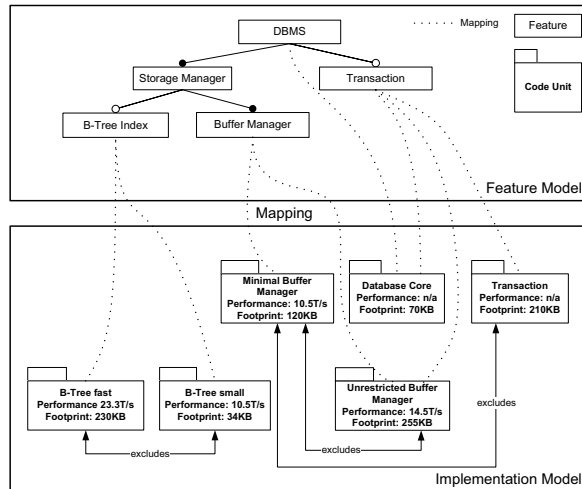 DBMS
Mapping
Feature
Storage Manager
Transaction
Code Unit
B-Tree Index
Buffer Manager
Feature Model
Mapping
Minimal Buffer
Manager
Performance: 10.5T/s
Footprint: 120KB
Database Core
Performance: n/a
Footprint: 70KB
Transaction
Performance: n/a
Footprint: 210KB
B-Tree fast
Performance 23.3T/s
Footprint: 230KB
B-Tree small
Performance: 10.5T/s
Footprint: 34KB
Unrestricted Buffer
Manager
Performance: 14.5T/s
Footprint: 255KB
excludes
excludes
excludes
Implementation Model